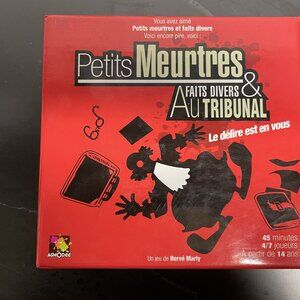 Vous avez aimé
Petits meurtres et faits divers
Voici encore pire, voici :
Petits Meurtres
& FAITS DIVERS
Au TRIBUNAL
Le délire est en vous
45 minutes
4/7 joueurs
À partir de 14 ans
ASMODEE
Un jeu de Hervé Marly